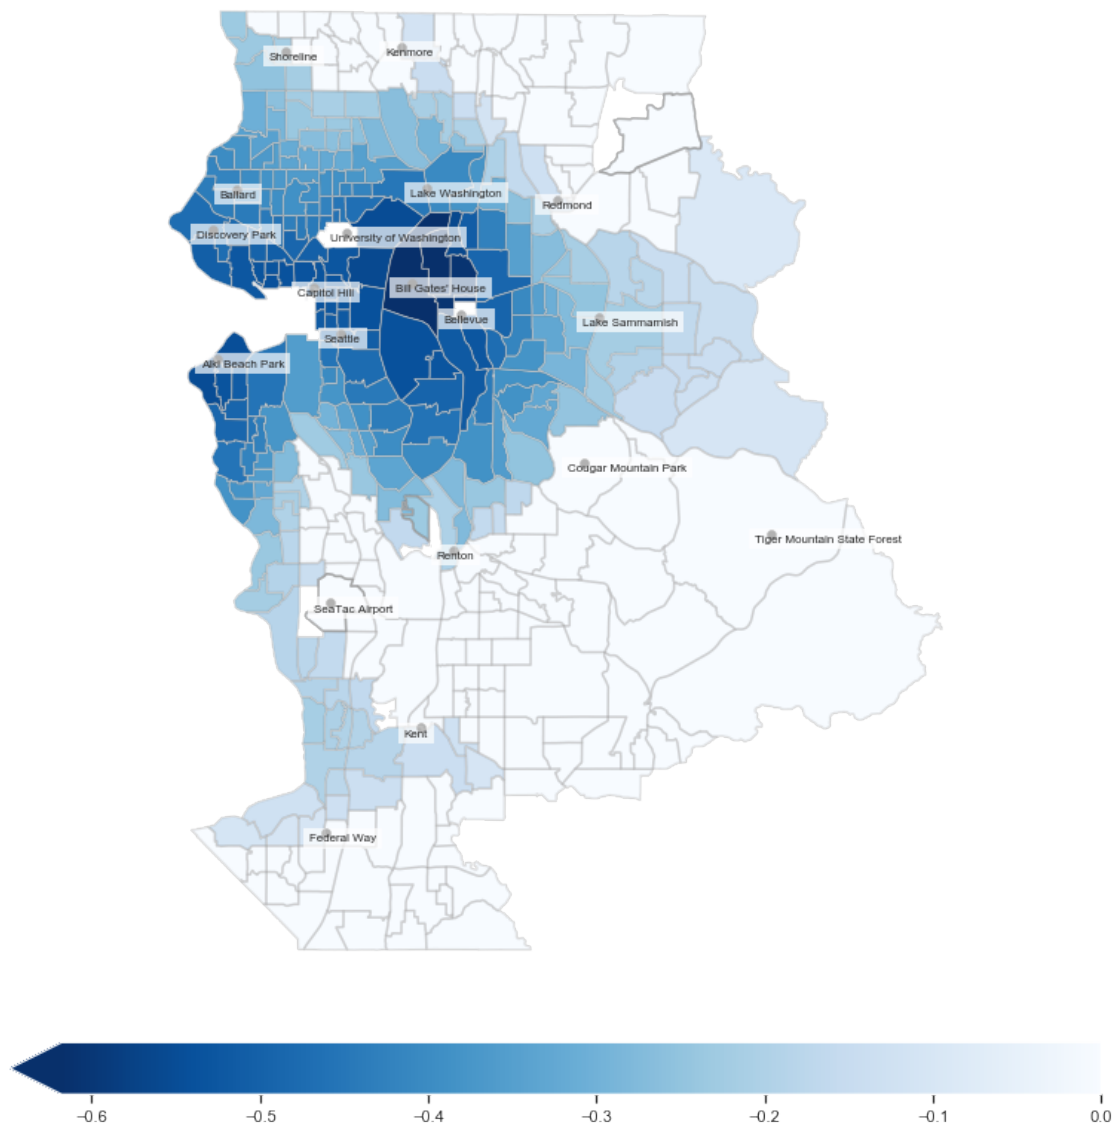 Shoreline
Kenmore
Ballard
Lake Washington
Redmond
Discovery Park
University of Washington
Capitol Hill
Bill Gates' House
Bellevue
Lake Sammamish
Seattle
Alki Beach Park
Cougar Mountain Park
Tiger Mountain State Forest
Renton
SeaTac Airport
Kent
Federal Way
−0.6 −0.5 −0.4 −0.3 −0.2 −0.1 0.0